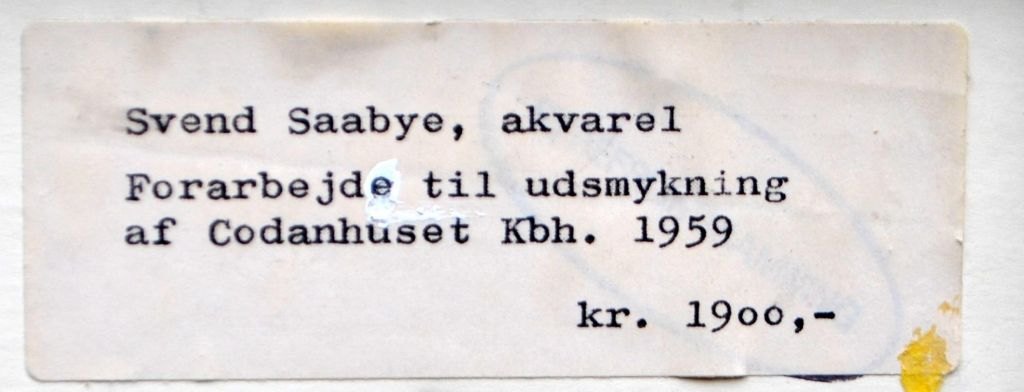 Svend Saabye, akvarel
Forarbejde til udsmykning
af Codanhuset Kbh. 1959
kr. 19oo,-